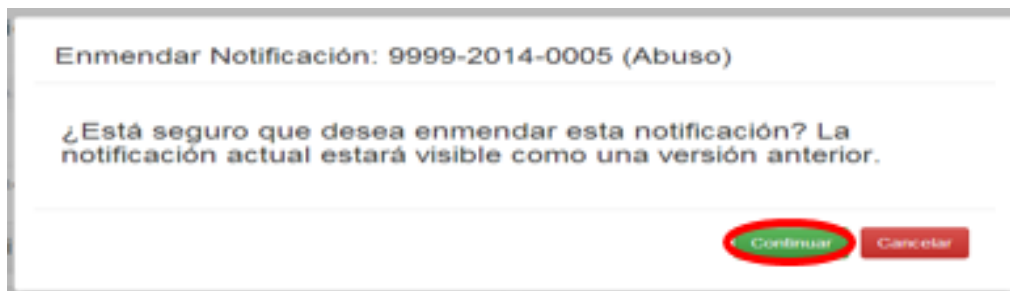 Enmendar Notificación: 9999-2014-0005 (Abuso)
¿Está seguro que desea enmendar esta notificación? La
notificación actual estará visible como una versión anterior.
Continuar Cancelar